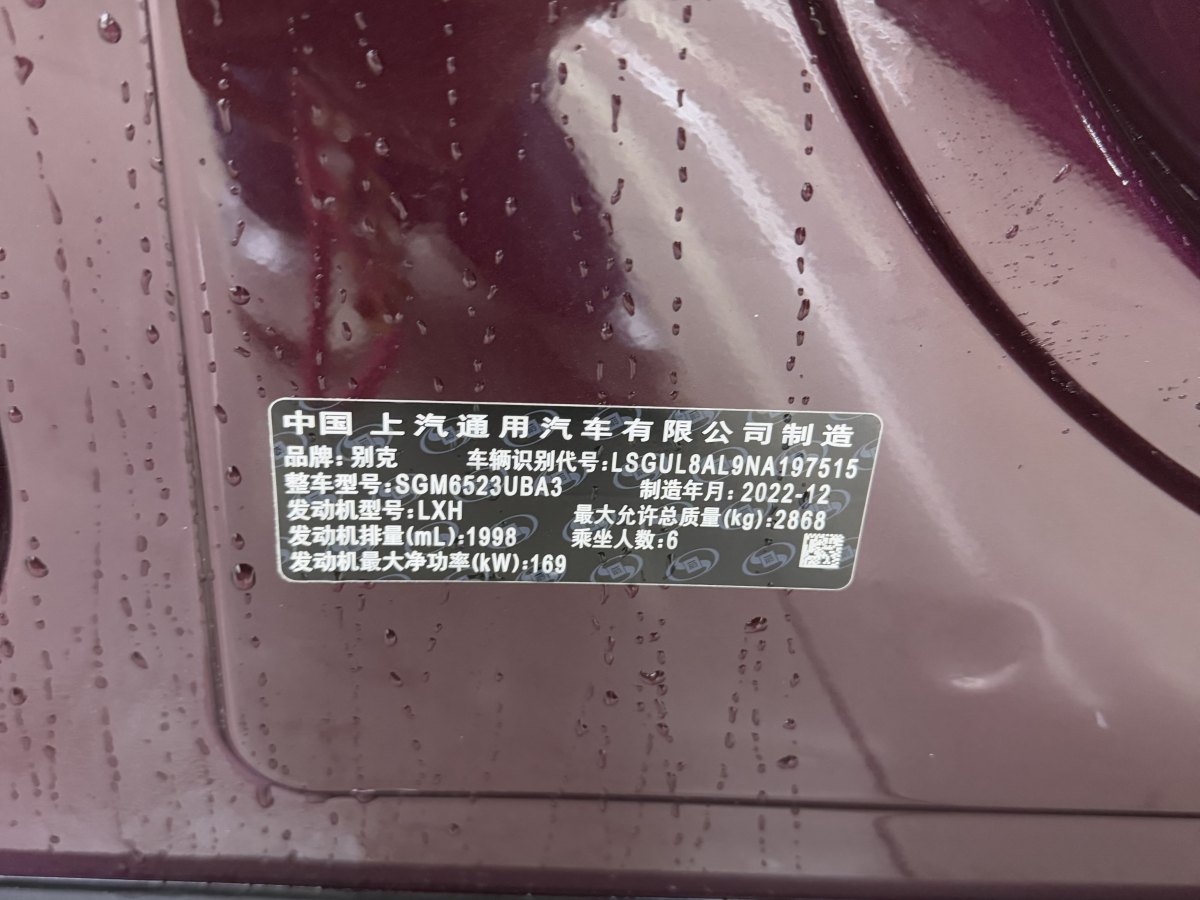 中国 上汽通用汽车有限公司制造
品牌：别克 车辆识别代号：LSGUL8AL9NA197515
整车型号：SGM6523UBA3 制造年月：2022-12
发动机型号：LXH 最大允许总质量(kg)：2868
发动机排量(mL)：1998 乘坐人数：6
发动机最大净功率(kW)：169